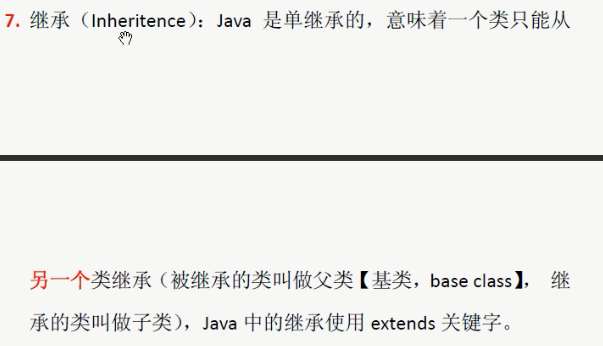 7. 继承（Inheritence）：Java 是单继承的，意味着一个类只能从
另一个类继承（被继承的类叫做父类【基类，base class】， 继
承的类叫做子类），Java 中的继承使用 extends 关键字。